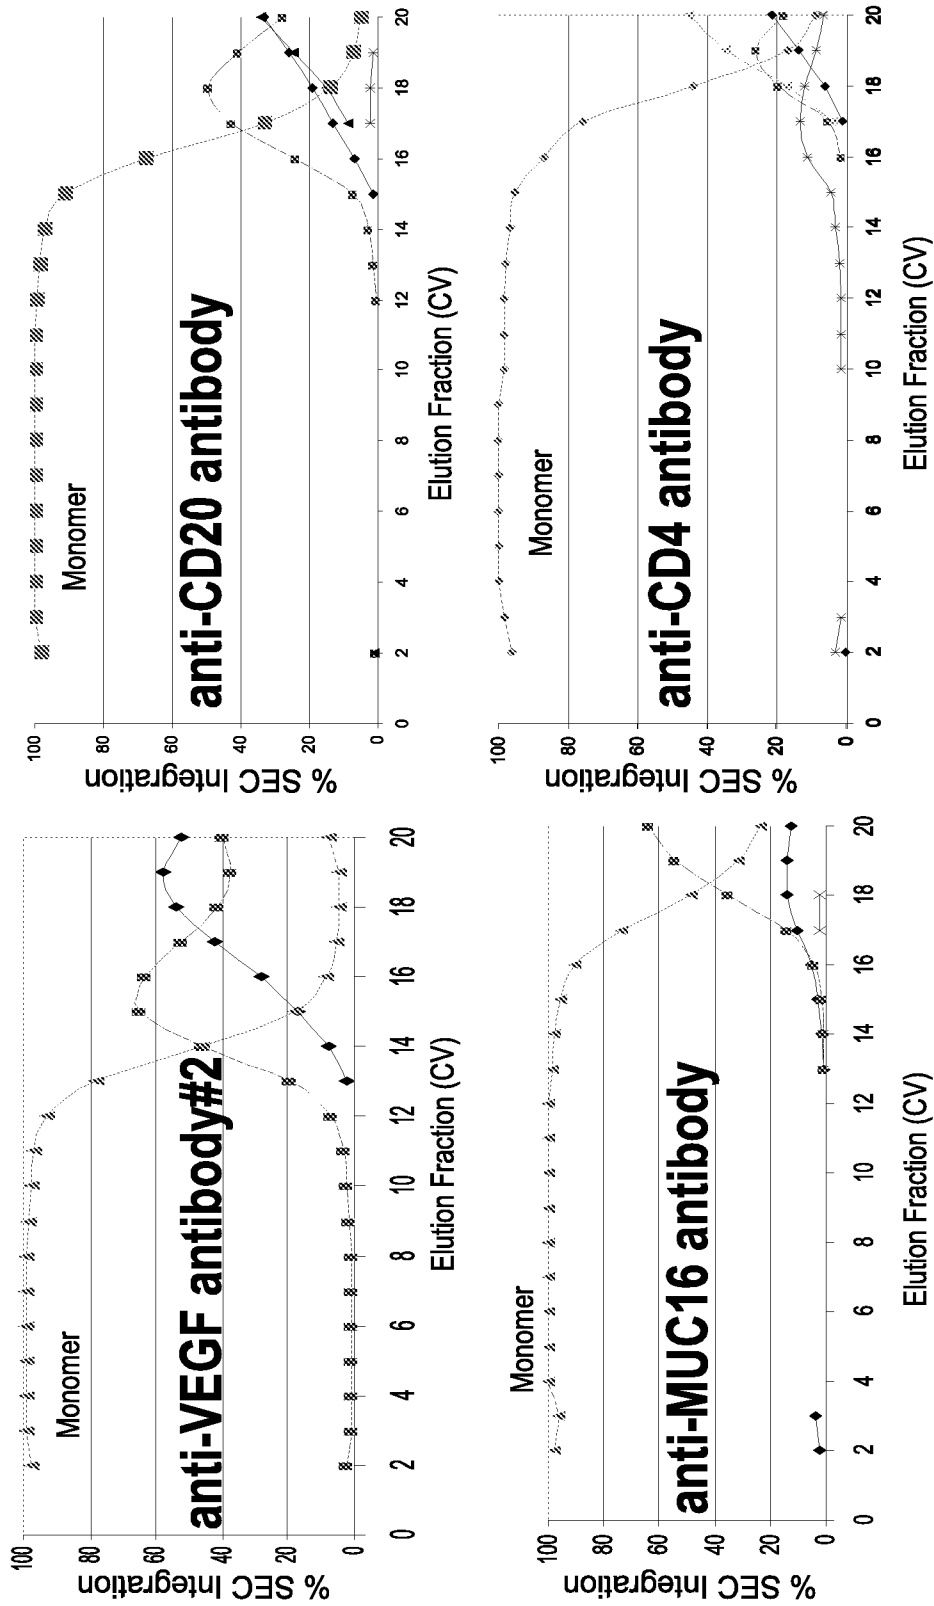 % SEC Integration
100
80
60
40
20
0
Monomer
anti-VEGF antibody#2
0 2 4 6 8 10 12 14 16 18 20
Elution Fraction (CV)
% SEC Integration
100
80
60
40
20
0
Monomer
anti-CD20 antibody
0 2 4 6 8 10 12 14 16 18 20
Elution Fraction (CV)
% SEC Integration
100
80
60
40
20
0
Monomer
anti-MUC16 antibody
0 2 4 6 8 10 12 14 16 18 20
Elution Fraction (CV)
% SEC Integration
100
80
60
40
20
0
Monomer
anti-CD4 antibody
0 2 4 6 8 10 12 14 16 18 20
Elution Fraction (CV)